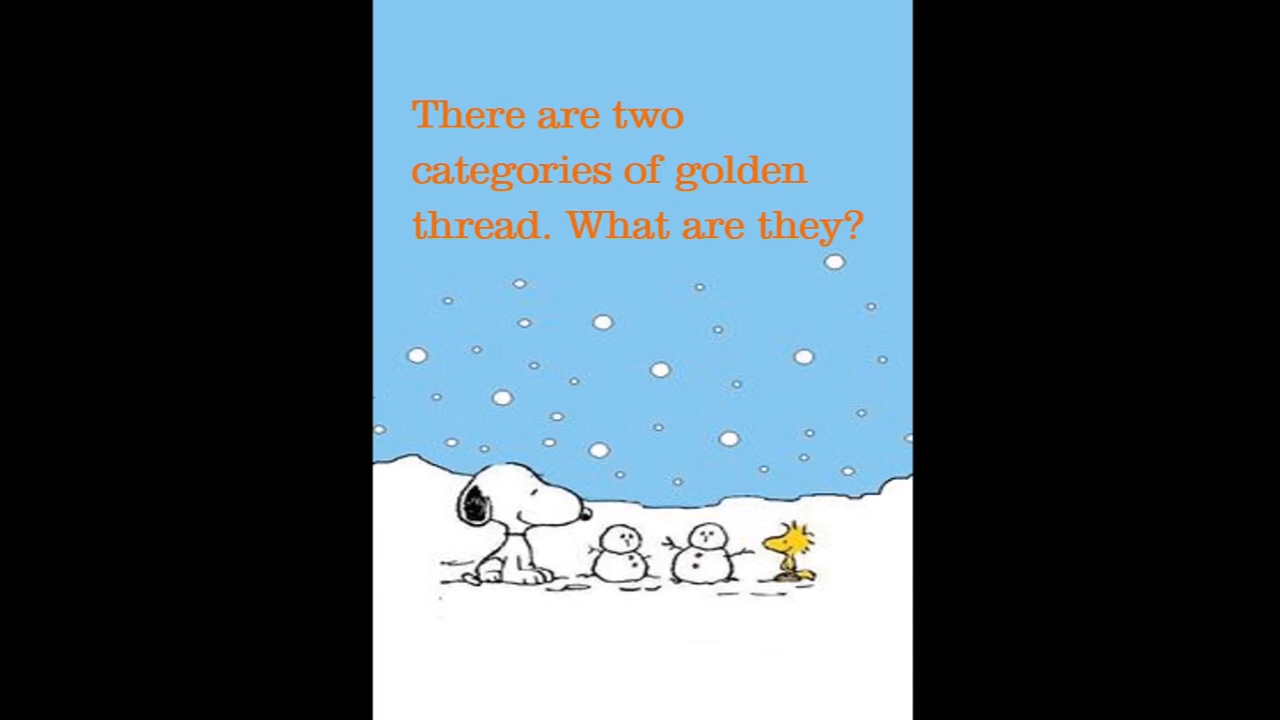 There are two
categories of golden
thread. What are they?